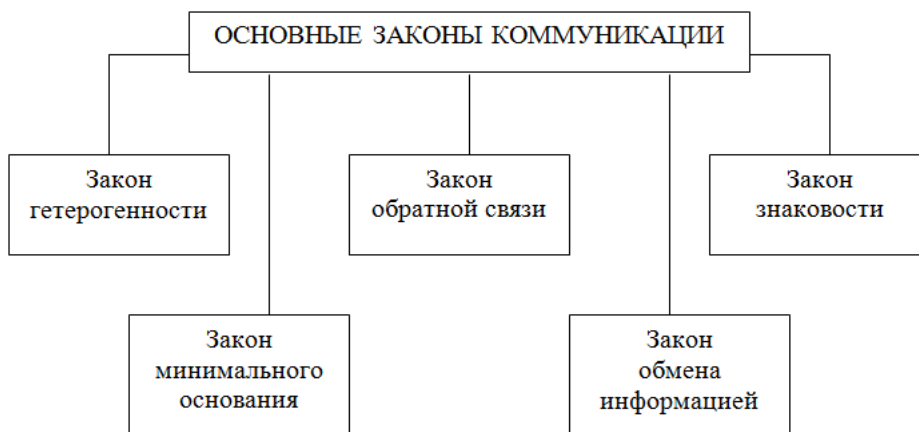 ОСНОВНЫЕ ЗАКОНЫ КОММУНИКАЦИИ
Закон
гетерогенности
Закон
обратной связи
Закон
знаковости
Закон
минимального
основания
Закон
обмена
информацией